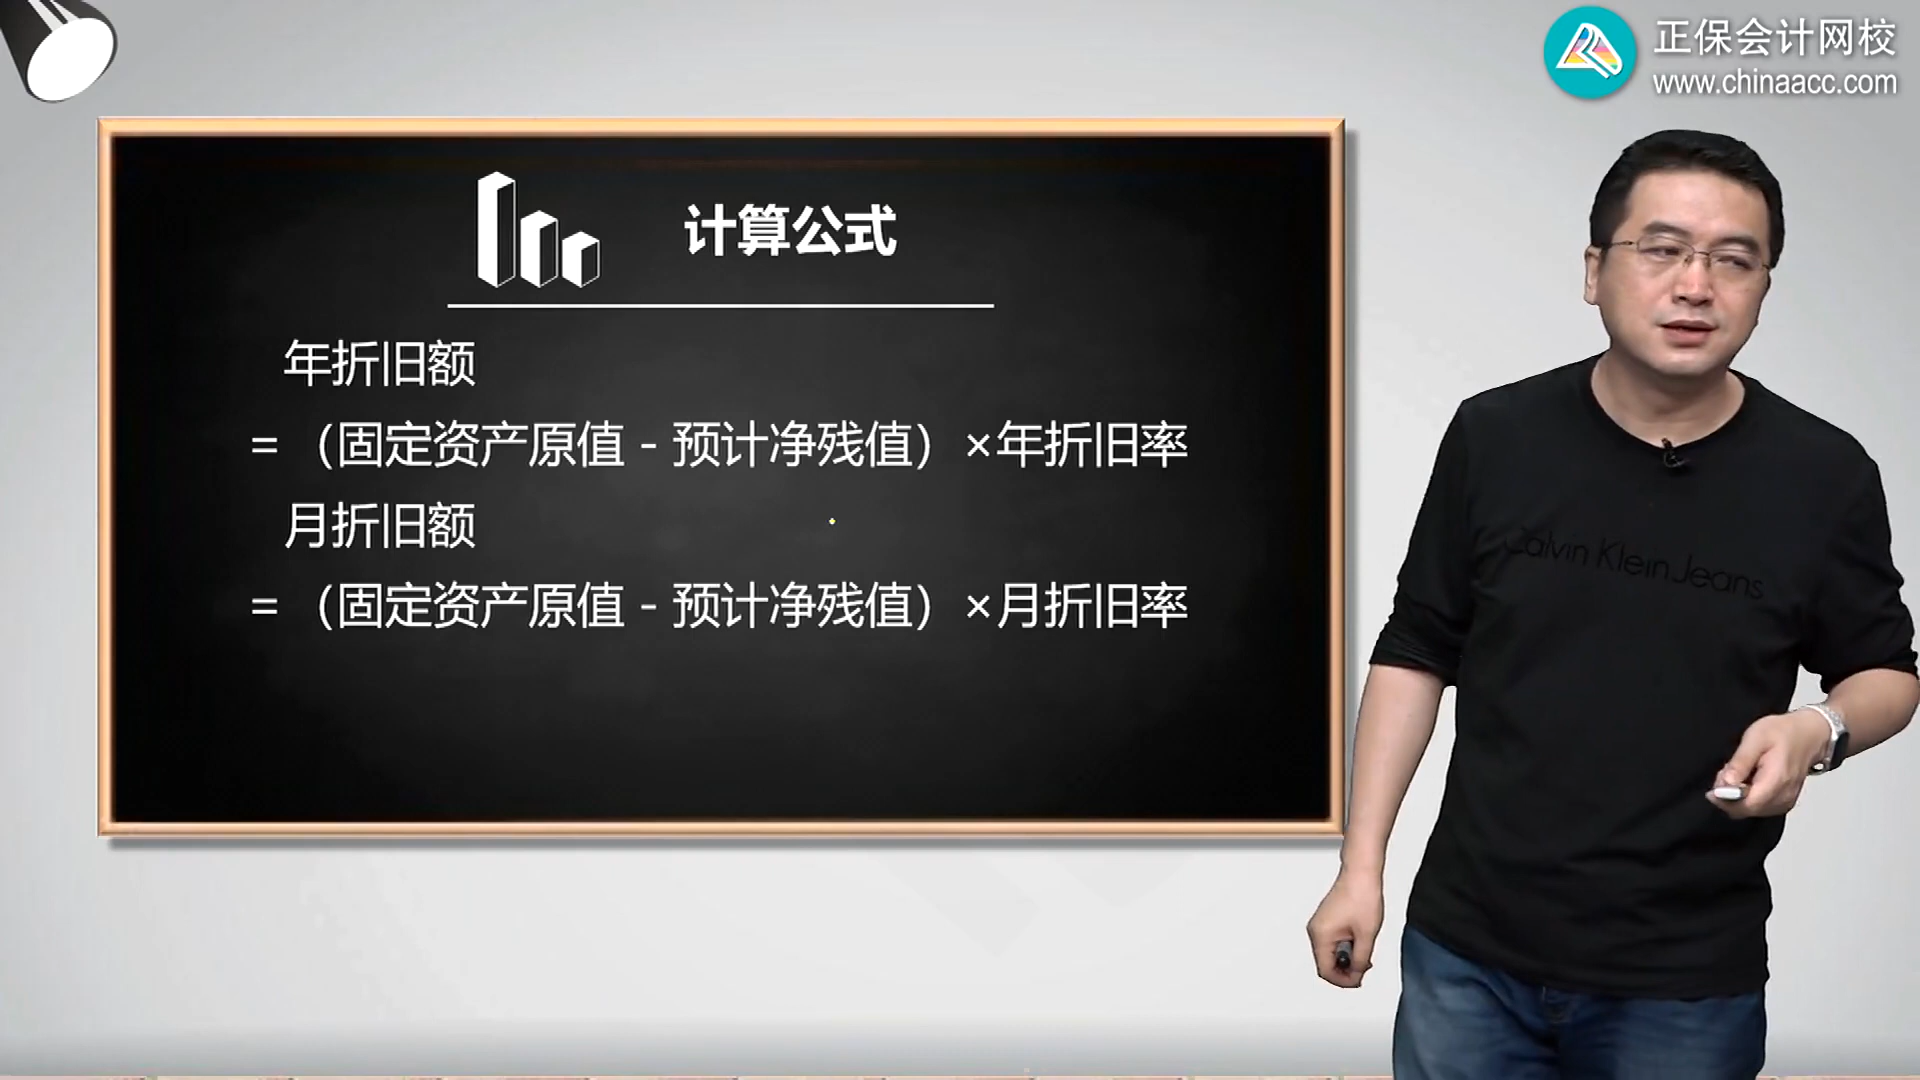 正保会计网校
www.chinaacc.com
计算公式
年折旧额
=（固定资产原值-预计净残值）×年折旧率
月折旧额
=（固定资产原值-预计净残值）×月折旧率
Calvin Klein Jeans